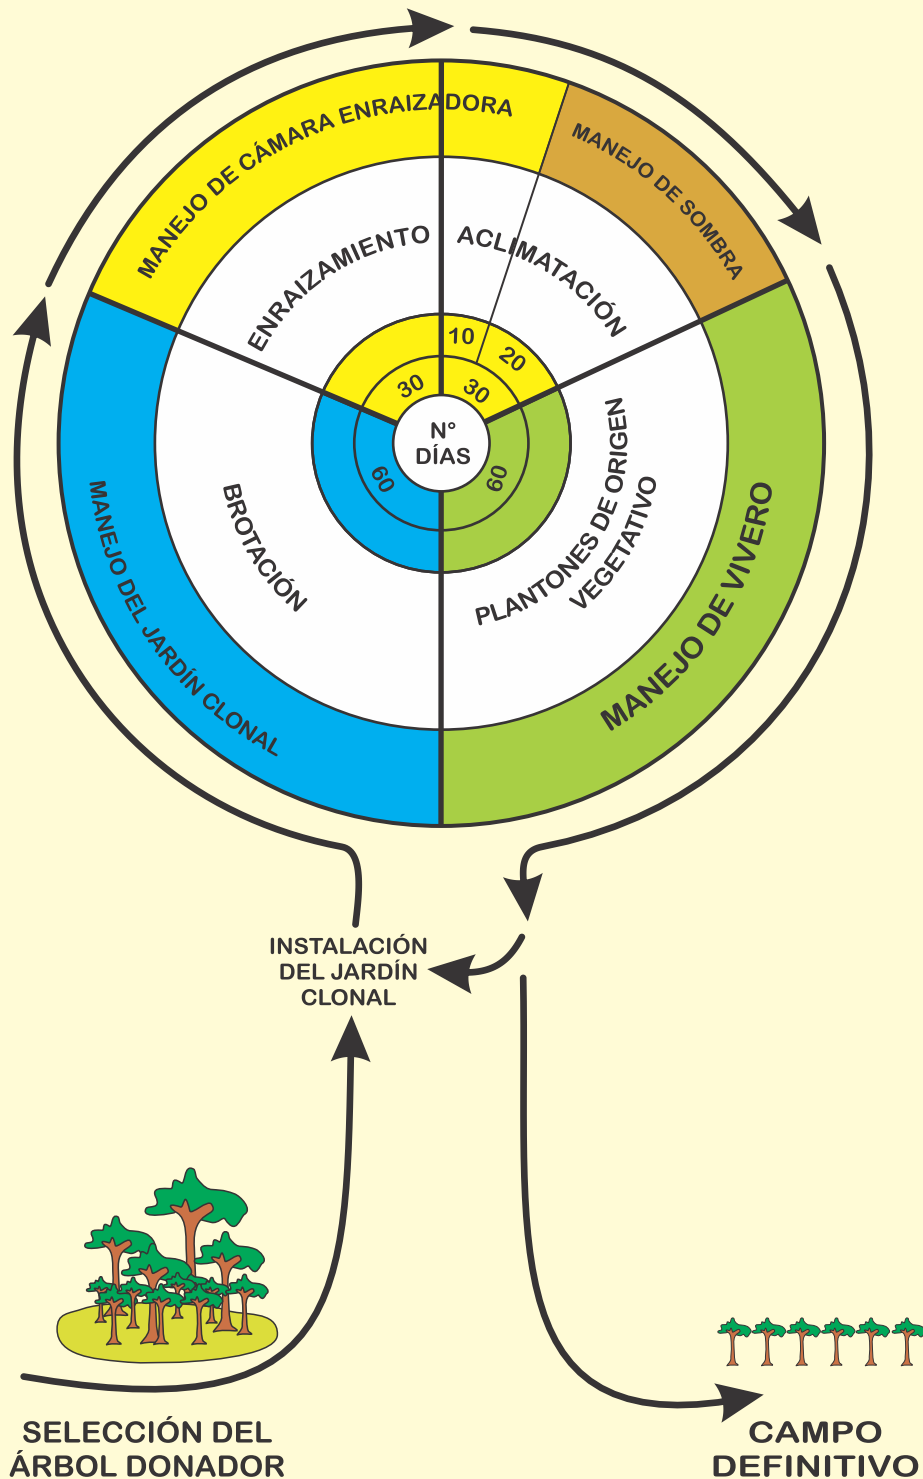 MANEJO DE CÁMARA ENRAIZADORA
MANEJO DE SOMBRA
ENRAIZAMIENTO
ACLIMATACIÓN
10
20
30
30
N°
DÍAS
60
60
PLANTONES DE ORIGEN
VEGETATIVO
BROTACIÓN
MANEJO DEL JARDÍN CLONAL
MANEJO DE VIVERO
INSTALACIÓN
DEL JARDÍN
CLONAL
SELECCIÓN DEL
ÁRBOL DONADOR
CAMPO
DEFINITIVO